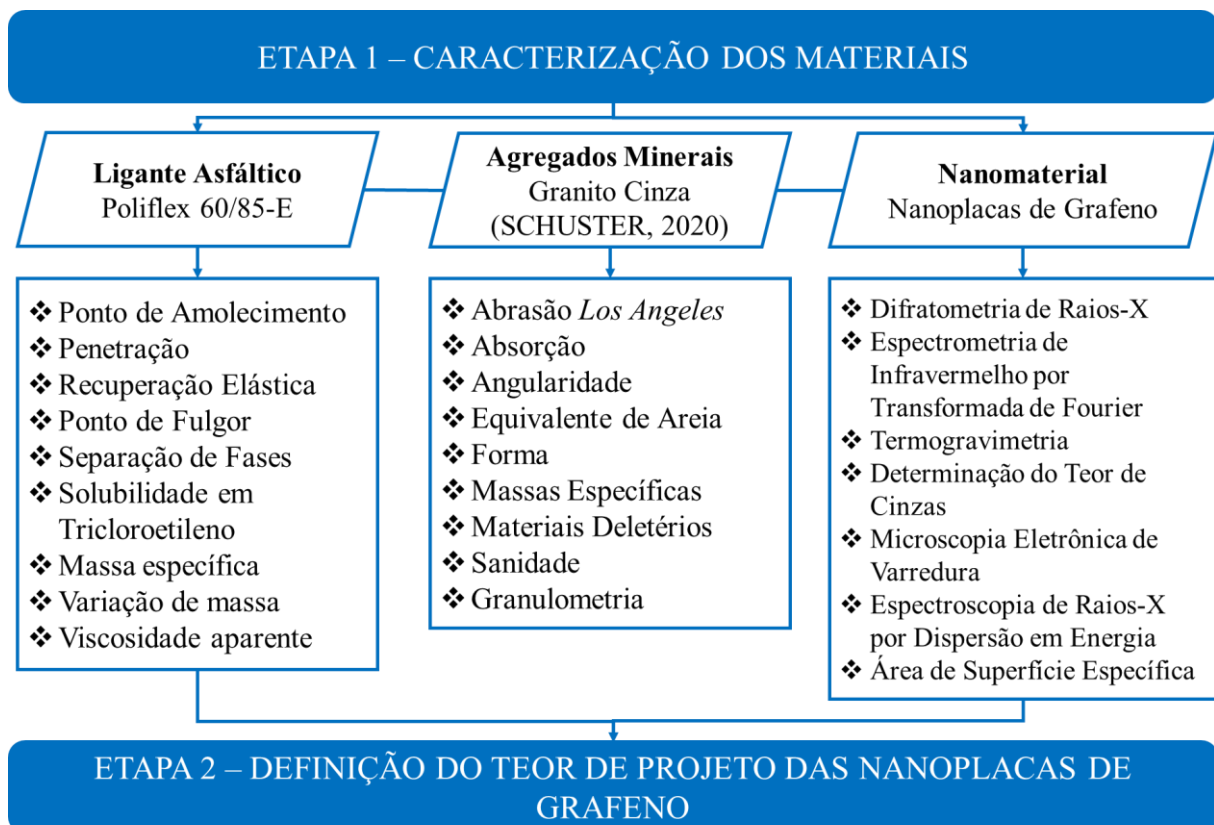 ETAPA 1 – CARACTERIZAÇÃO DOS MATERIAIS
Ligante Asfáltico
Poliflex 60/85-E
Agregados Minerais
Granito Cinza
(SCHUSTER, 2020)
Nanomaterial
Nanoplacas de Grafeno
❖ Ponto de Amolecimento
❖ Penetração
❖ Recuperação Elástica
❖ Ponto de Fulgor
❖ Separação de Fases
❖ Solubilidade em
Tricloroetileno
❖ Massa específica
❖ Variação de massa
❖ Viscosidade aparente
❖ Abrasão Los Angeles
❖ Absorção
❖ Angularidade
❖ Equivalente de Areia
❖ Forma
❖ Massas Específicas
❖ Materiais Deletérios
❖ Sanidade
❖ Granulometria
❖ Difratometria de Raios-X
❖ Espectrometria de
Infravermelho por
Transformada de Fourier
❖ Termogravimetria
❖ Determinação do Teor de
Cinzas
❖ Microscopia Eletrônica de
Varredura
❖ Espectroscopia de Raios-X
por Dispersão em Energia
❖ Área de Superfície Específica
ETAPA 2 – DEFINIÇÃO DO TEOR DE PROJETO DAS NANOPLACAS DE
GRAFENO